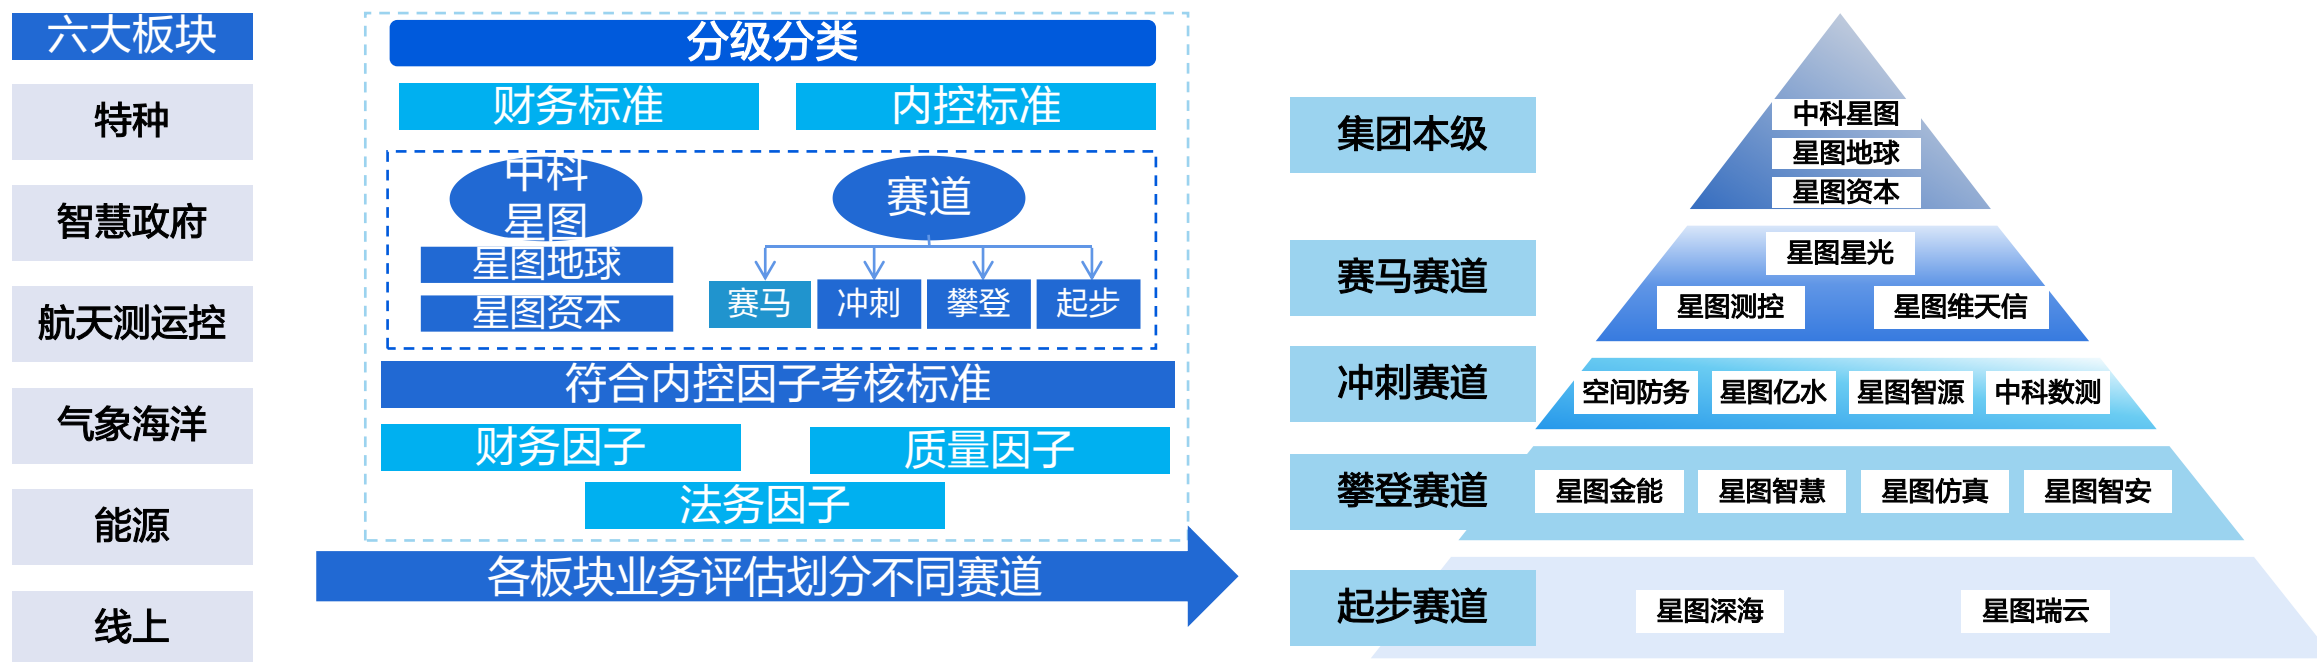 六大板块
特种
智慧政府
航天测运控
气象海洋
能源
线上
分级分类
财务标准
内控标准
中科
星图
星图地球
星图资本
赛道
赛马
冲刺
攀登
起步
符合内控因子考核标准
财务因子
质量因子
法务因子
各板块业务评估划分不同赛道
集团本级
中科星图
星图地球
星图资本
赛马赛道
星图星光
星图测控
星图维天信
冲刺赛道
空间防务
星图亿水
星图智源
中科数测
攀登赛道
星图金能
星图智慧
星图仿真
星图智安
起步赛道
星图深海
星图瑞云